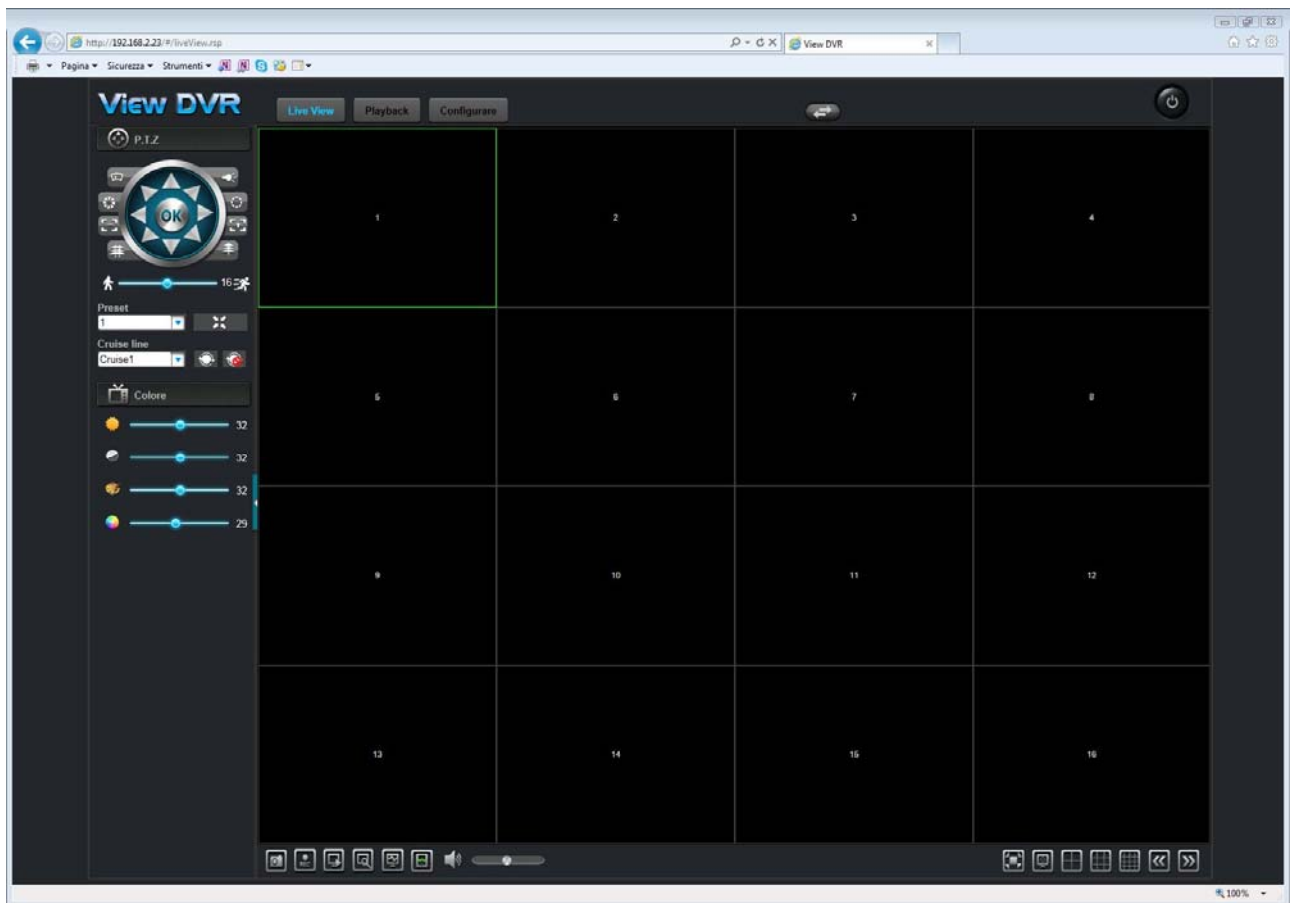 http://192.168.2.23/#/liveView.rsp
View DVR
Pagina Sicurezza Strumenti
View DVR
Live View Playback Configurare
P.T.Z
OK
16
Preset
1
Cruise line
Cruise1
Colore
32
32
32
29
1 2 3 4
5 6 7 8
9 10 11 12
13 14 15 16
100%